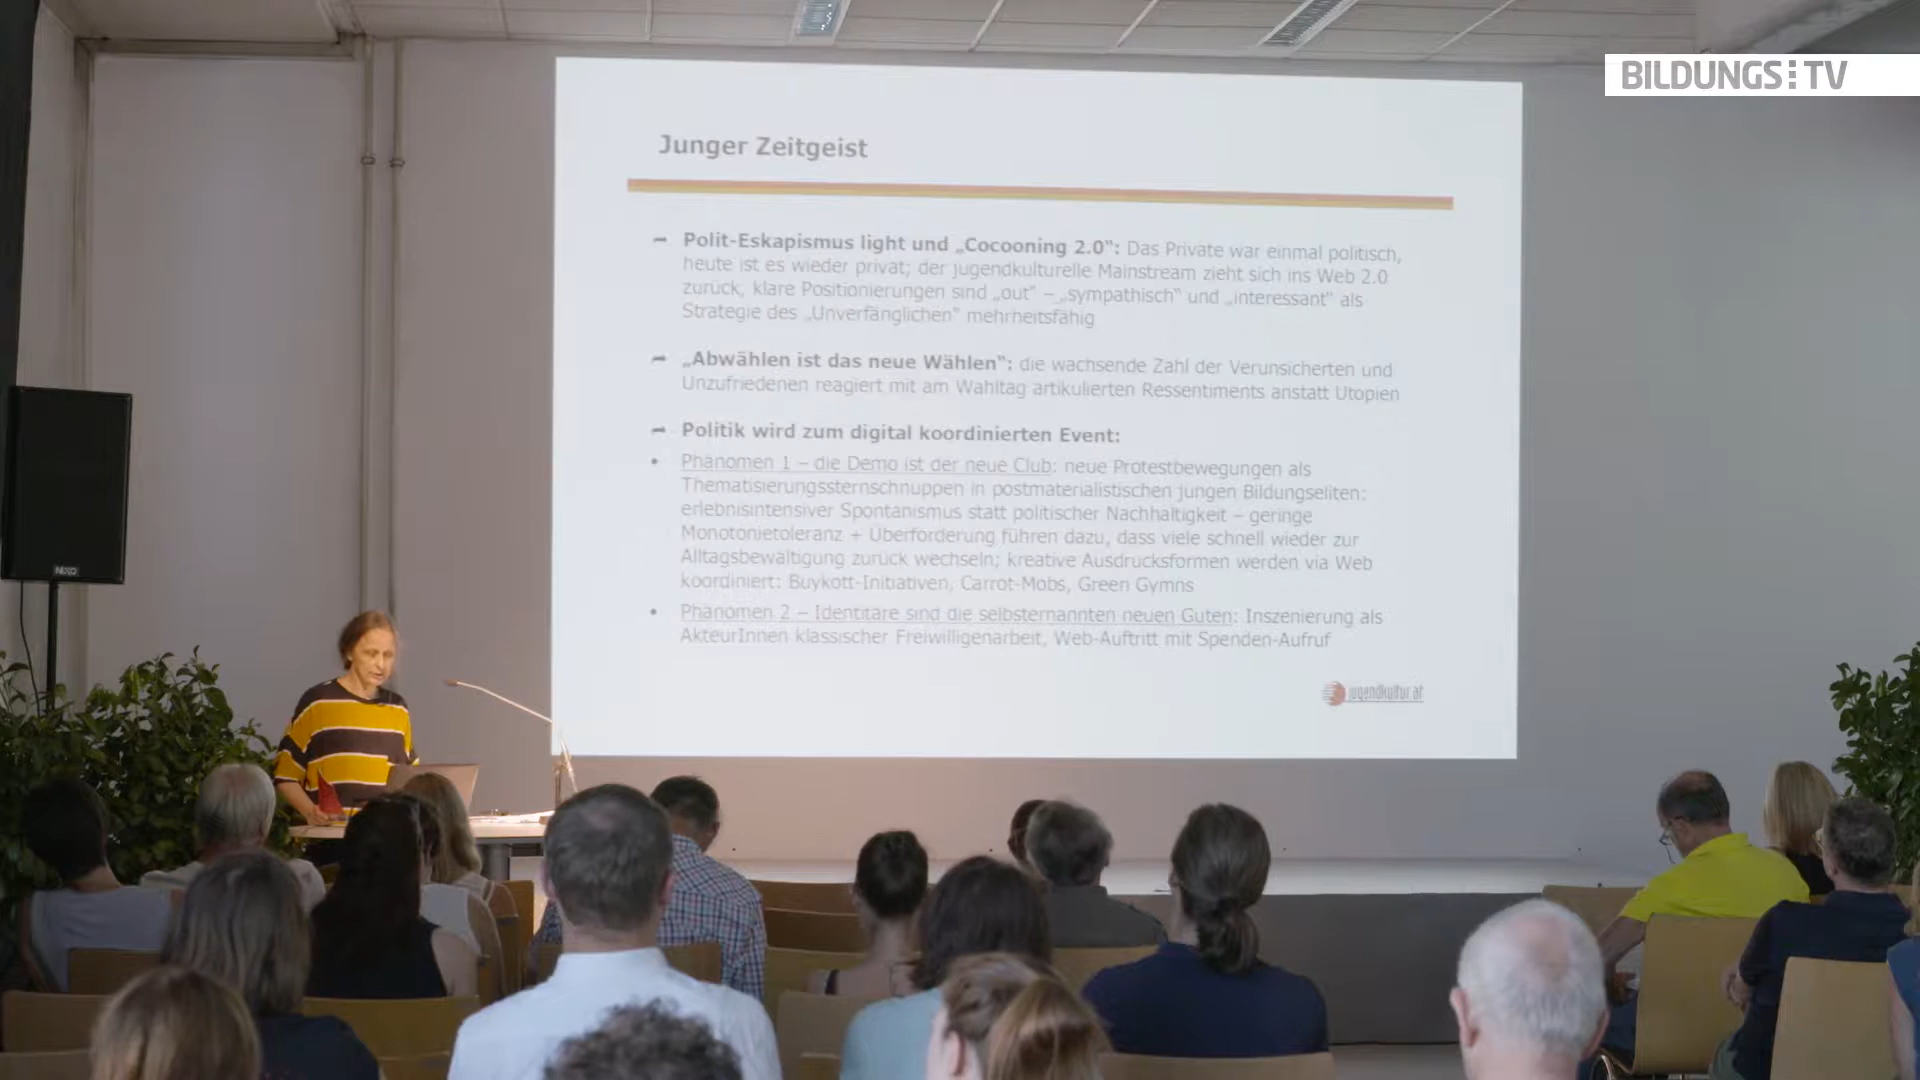 BILDUNGS TV
Junger Zeitgeist
Polit-Eskapismus light und „Cocooning 2.0“: Das Private war einmal politisch,
heute ist es wieder privat; der jugendkulturelle Mainstream zieht sich ins Web 2.0
zurück, klare Positionierungen sind „out“ – „sympathisch“ und „interessant“ als
Strategie des „Unverfänglichen“ mehrheitsfähig
„Abwählen ist das neue Wählen“: die wachsende Zahl der Verunsicherten und
Unzufriedenen reagiert mit am Wahltag artikulierten Ressentiments anstatt Utopien
Politik wird zum digital koordinierten Event:
• Phänomen 1 – die Demo ist der neue Club: neue Protestbewegungen als
Thematisierungssternschnuppen in postmaterialistischen jungen Bildungseliten:
erlebnisintensiver Spontanismus statt politischer Nachhaltigkeit – geringe
Monotonietoleranz + Überforderung führen dazu, dass viele schnell wieder zur
Alltagsbewältigung zurück wechseln; kreative Ausdrucksformen werden via Web
koordiniert: Buykott-Initiativen, Carrot-Mobs, Green Gymns
• Phänomen 2 – Identitäre sind die selbsternannten neuen Guten: Inszenierung als
AkteurInnen klassischer Freiwilligenarbeit, Web-Auftritt mit Spenden-Aufruf
jugendkultur.at
NEXO